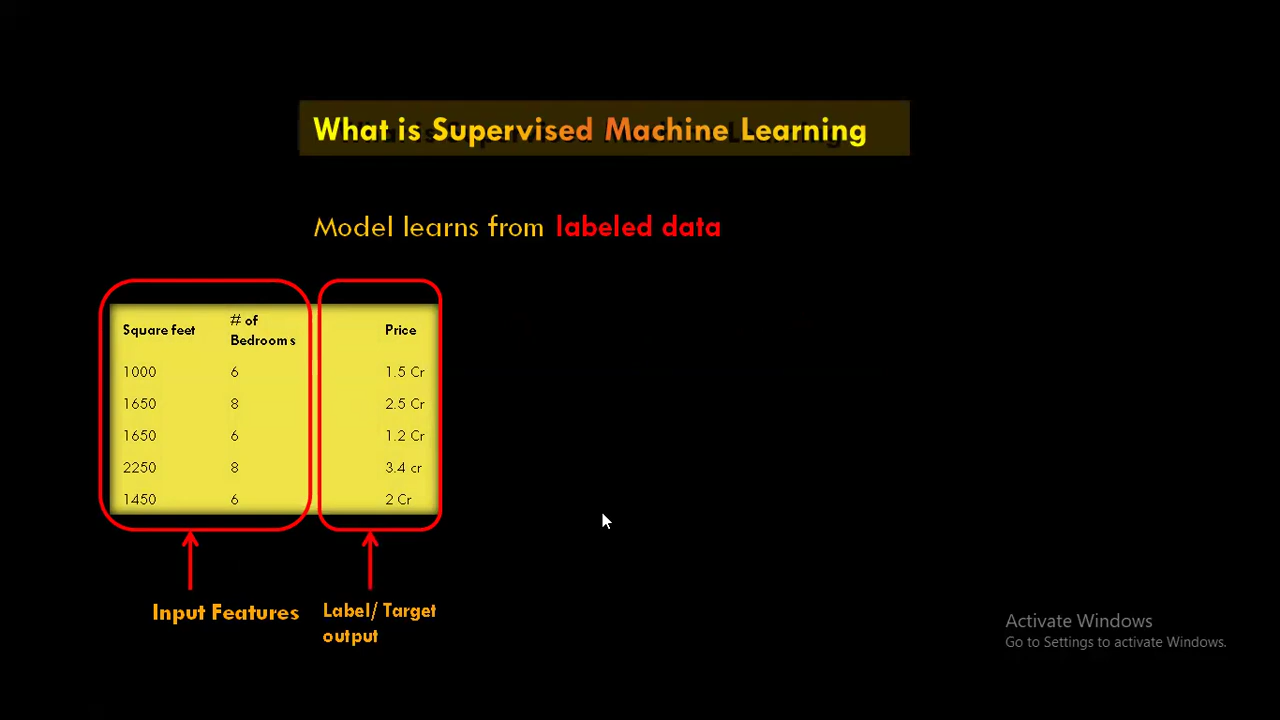 What is Supervised Machine Learning
Model learns from labeled data
Square feet # of Bedrooms Price
1000 6 1.5 Cr
1650 8 2.5 Cr
1650 6 1.2 Cr
2250 8 3.4 cr
1450 6 2 Cr
Input Features
Label/ Target
output
Activate Windows
Go to Settings to activate Windows.